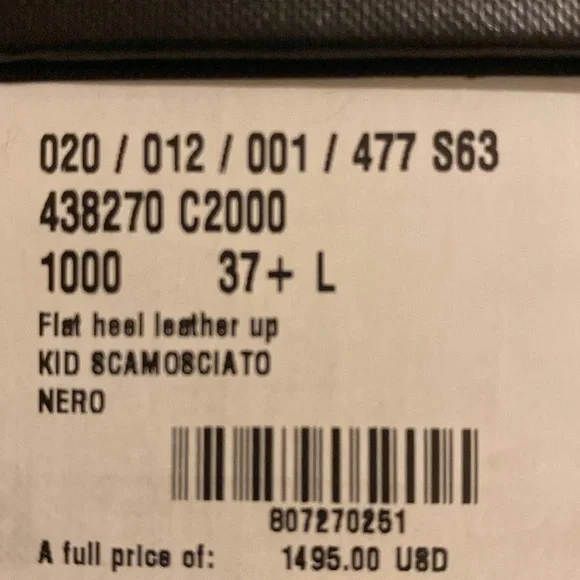 020 / 012 / 001 / 477 S63
438270 C2000
1000 37+ L
Flat heel leather up
KID SCAMOSCIATO
NERO
807270251
A full price of: 1495.00 USD